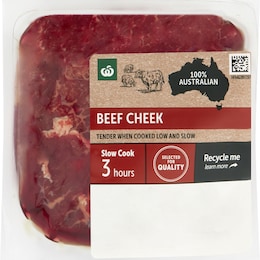 100%
AUSTRALIAN
BEEF CHEEK
TENDER WHEN COOKED LOW AND SLOW
Slow Cook
3 hours
SELECTED
FOR
QUALITY
Recycle me
learn more